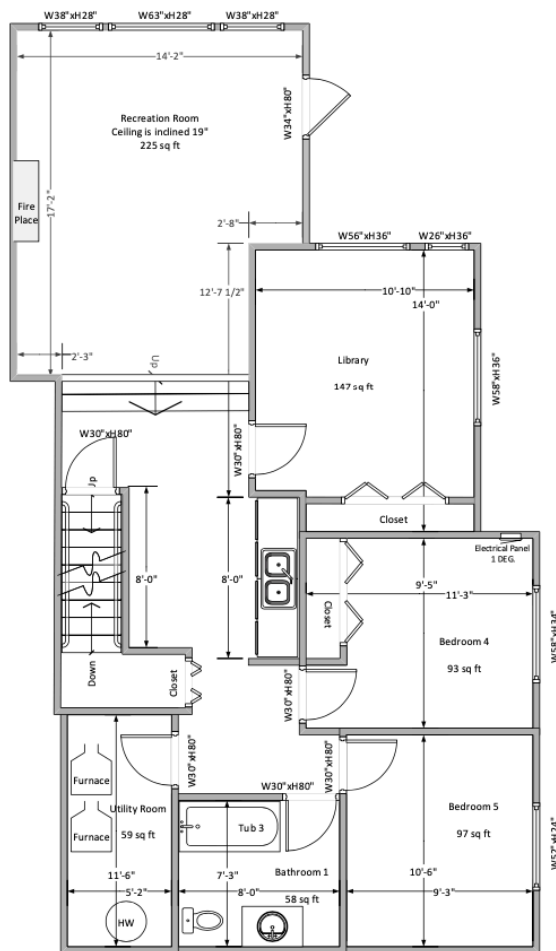 W38"xH28"
W63"xH28"
W38"xH28"
14'-2"
Recreation Room
Ceiling is inclined 19"
225 sq ft
W34"xH80"
Fire
Place
17'-2"
2'-8"
W56"xH36"
W26"xH36"
12'-7 1/2"
10'-10"
14'-0"
2'-3"
Up
Library
147 sq ft
W58"xH36"
W30"xH80"
W30"xH80"
Up
Closet
Electrical Panel
1 DEG.
8'-0"
8'-0"
9'-5"
11'-3"
Closet
Bedroom 4
93 sq ft
W58"xH34"
Down
Closet
W30"xH80"
W30"xH80"
W30"xH80"
W30"xH80"
Furnace
Furnace
Utility Room
59 sq ft
Tub 3
Bedroom 5
97 sq ft
W52"xH24"
11'-6"
5'-2"
7'-3"
8'-0"
Bathroom 1
58 sq ft
10'-6"
9'-3"
HW